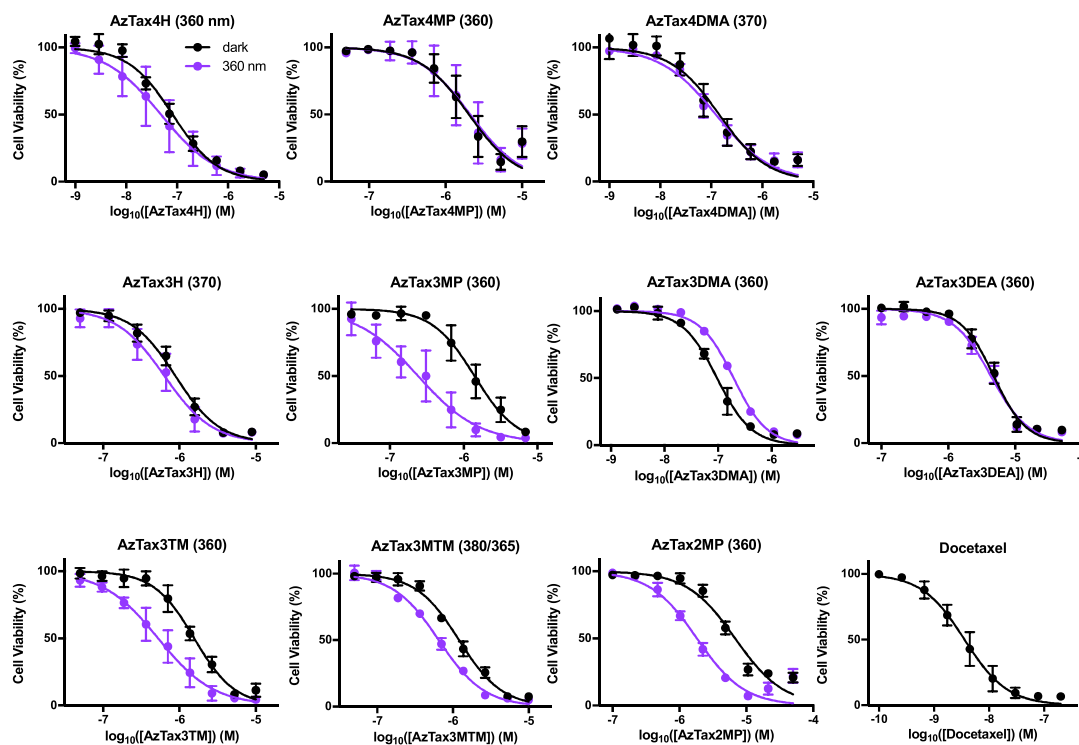 AzTax4H (360 nm)
AzTax4MP (360)
AzTax4DMA (370)
100
50
0
Cell Viability (%)
dark
360 nm
-9
-8
-7
-6
-5
log10([AzTax4H]) (M)
100
50
0
Cell Viability (%)
-7
-6
-5
log10([AzTax4MP]) (M)
100
50
0
Cell Viability (%)
-9
-8
-7
-6
-5
log10([AzTax4DMA]) (M)
AzTax3H (370)
AzTax3MP (360)
AzTax3DMA (360)
AzTax3DEA (360)
100
50
0
Cell Viability (%)
-7
-6
-5
log10([AzTax3H]) (M)
100
50
0
Cell Viability (%)
-7
-6
-5
log10([AzTax3MP]) (M)
100
50
0
Cell Viability (%)
-9
-8
-7
-6
log10([AzTax3DMA]) (M)
100
50
0
Cell Viability (%)
-7
-6
-5
log10([AzTax3DEA]) (M)
AzTax3TM (360)
AzTax3MTM (380/365)
AzTax2MP (360)
Docetaxel
100
50
0
Cell Viability (%)
-7
-6
-5
log10([AzTax3TM]) (M)
100
50
0
Cell Viability (%)
-7
-6
-5
log10([AzTax3MTM]) (M)
100
50
0
Cell Viability (%)
-7
-6
-5
-4
log10([AzTax2MP]) (M)
100
50
0
Cell Viability (%)
-10
-9
-8
-7
log10([Docetaxel]) (M)